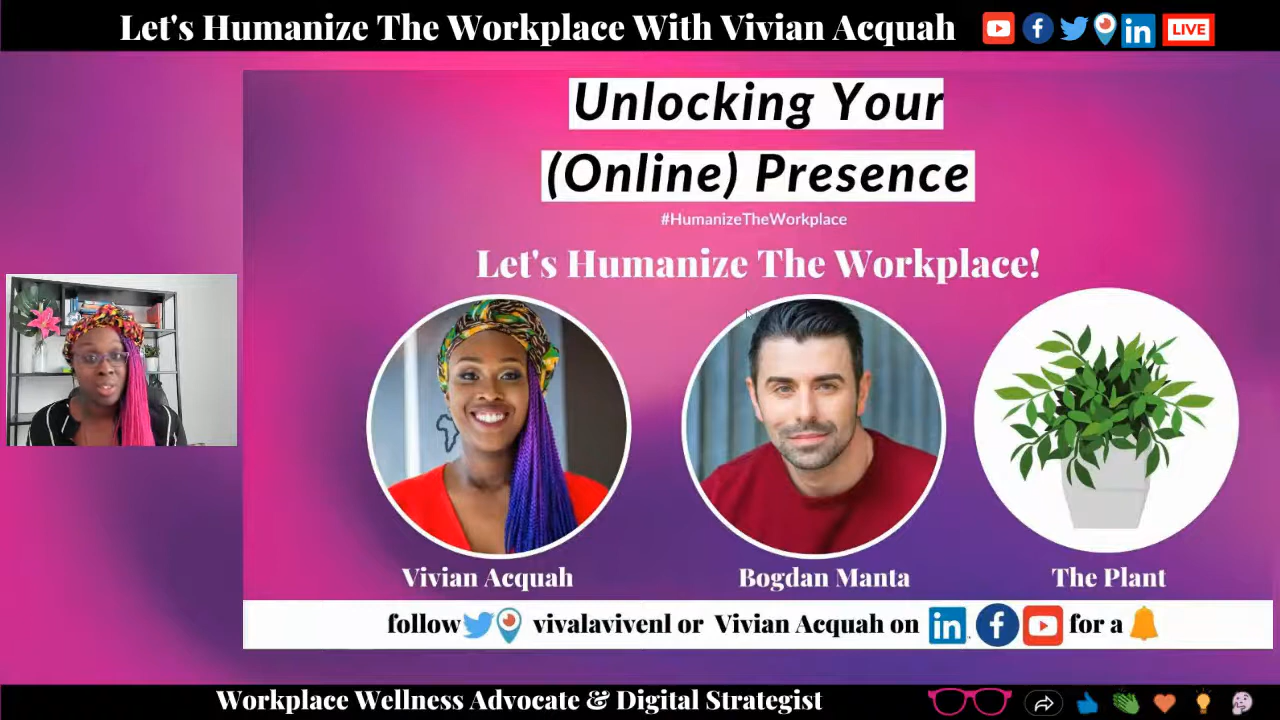 Let's Humanize The Workplace With Vivian Acquah
LIVE
Unlocking Your
(Online) Presence
#HumanizeTheWorkplace
Let's Humanize The Workplace!
Vivian Acquah
Bogdan Manta
The Plant
follow vivalavivenl or Vivian Acquah on for a
Workplace Wellness Advocate & Digital Strategist